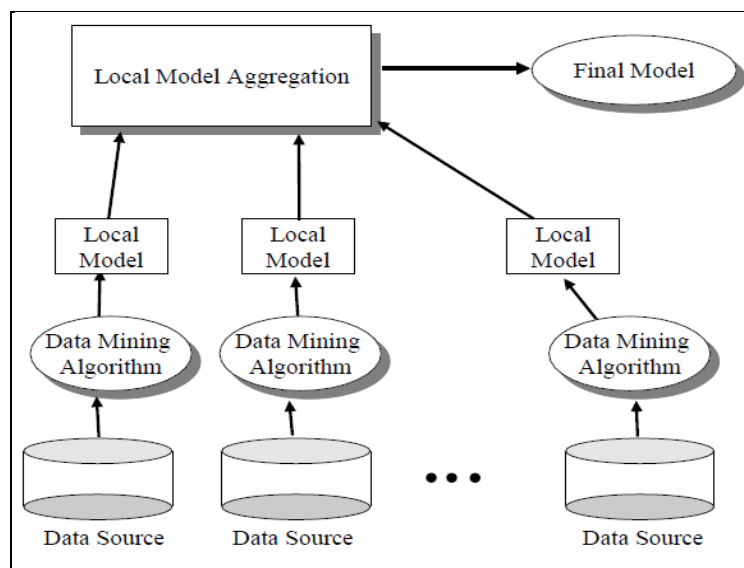 Local Model Aggregation
Final Model
Local
Model
Local
Model
Local
Model
Data Mining
Algorithm
Data Mining
Algorithm
Data Mining
Algorithm
Data Source
Data Source
Data Source